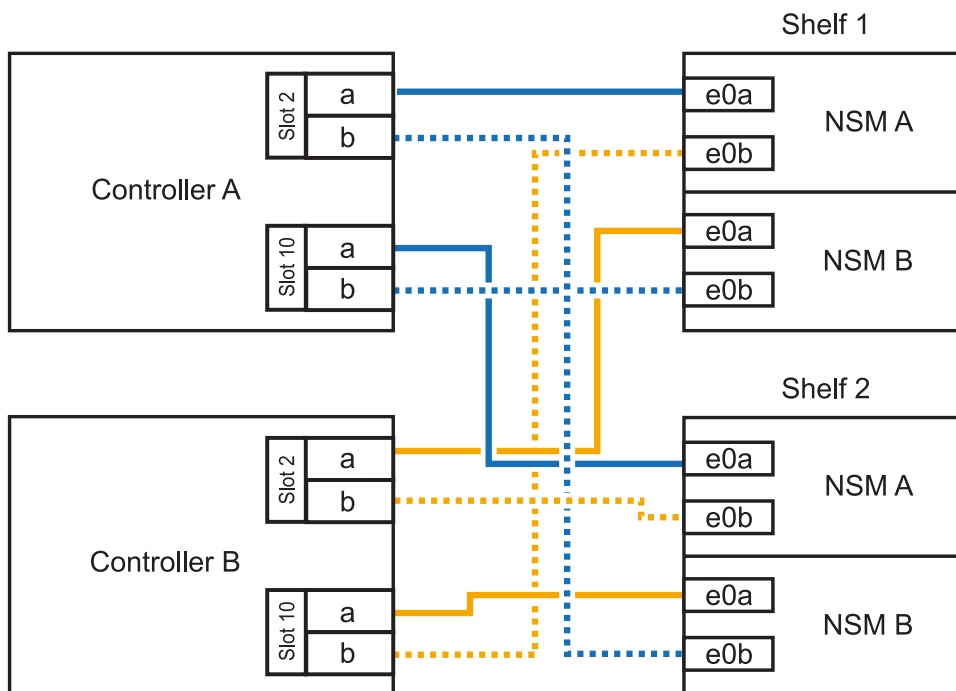 Shelf 1
Controller A
Slot 2
a
b
Slot 10
a
b
e0a
e0b
NSM A
e0a
e0b
NSM B
Shelf 2
Controller B
Slot 2
a
b
Slot 10
a
b
e0a
e0b
NSM A
e0a
e0b
NSM B